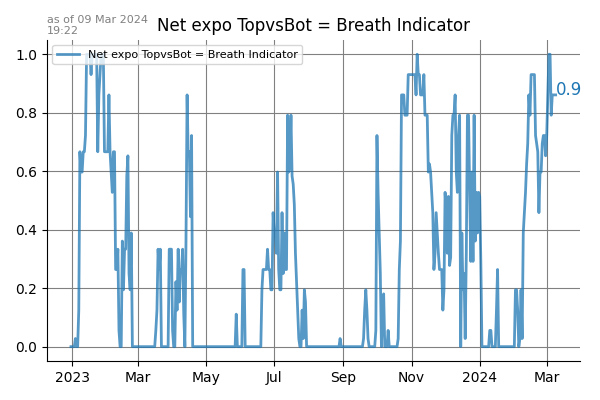 as of 09 Mar 2024
19:22
Net expo TopvsBot = Breath Indicator
Net expo TopvsBot = Breath Indicator
1.0
0.8
0.6
0.4
0.2
0.0
0.9
2023 Mar May Jul Sep Nov 2024 Mar